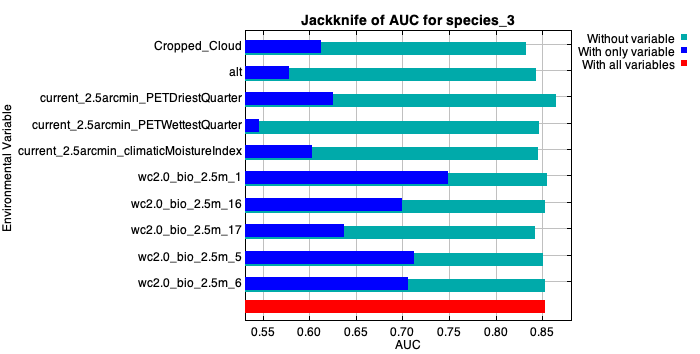 Jackknife of AUC for species_3
Without variable
With only variable
With all variables
Environmental Variable
Cropped_Cloud
alt
current_2.5arcmin_PETDriestQuarter
current_2.5arcmin_PETWettestQuarter
current_2.5arcmin_climaticMoistureIndex
wc2.0_bio_2.5m_1
wc2.0_bio_2.5m_16
wc2.0_bio_2.5m_17
wc2.0_bio_2.5m_5
wc2.0_bio_2.5m_6
0.55 0.60 0.65 0.70 0.75 0.80 0.85
AUC